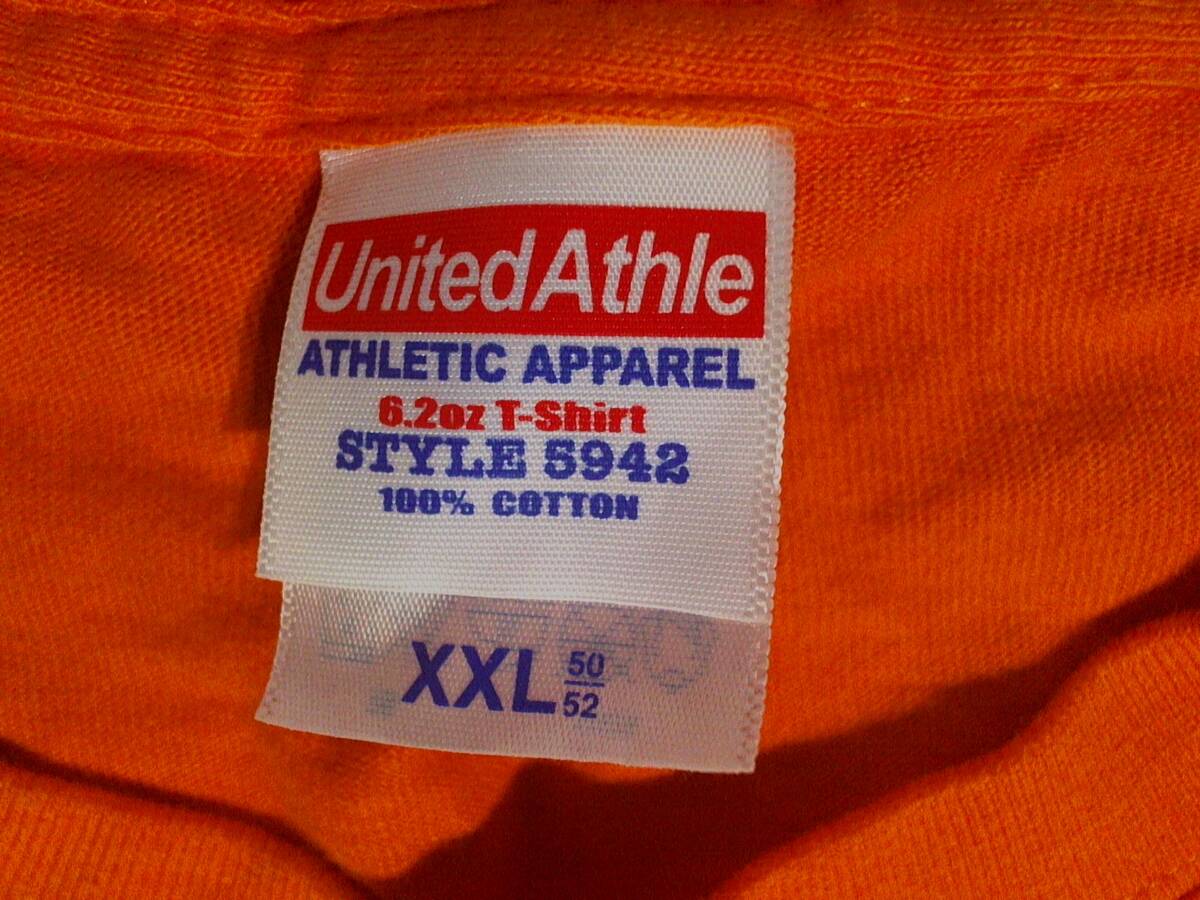 UnitedAthle
ATHLETIC APPAREL
6.2oz T-Shirt
STYLE 5942
100% COTTON
XXL 50
52